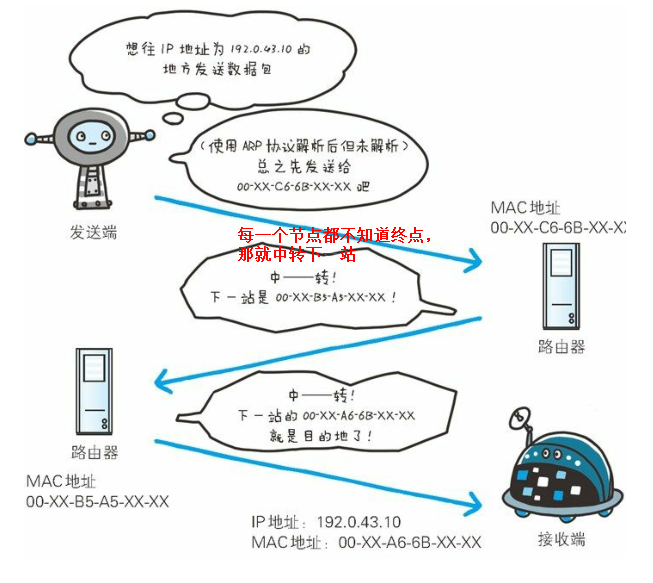 想往 IP 地址为 192.0.43.10 的
地方发送数据包
(使用 ARP 协议解析后但未解析)
总之先发送给
00-XX-C6-6B-XX-XX 吧
发送端
MAC 地址
00-XX-C6-6B-XX-XX
每一个节点都不知道终点,
那就中转下一站
中——转!
下一站是 00-XX-B5-A5-XX-XX!
路由器
中——转!
下一站的 00-XX-A6-6B-XX-XX
就是目的地了!
路由器
MAC 地址
00-XX-B5-A5-XX-XX
IP 地址: 192.0.43.10
MAC 地址: 00-XX-A6-6B-XX-XX
接收端